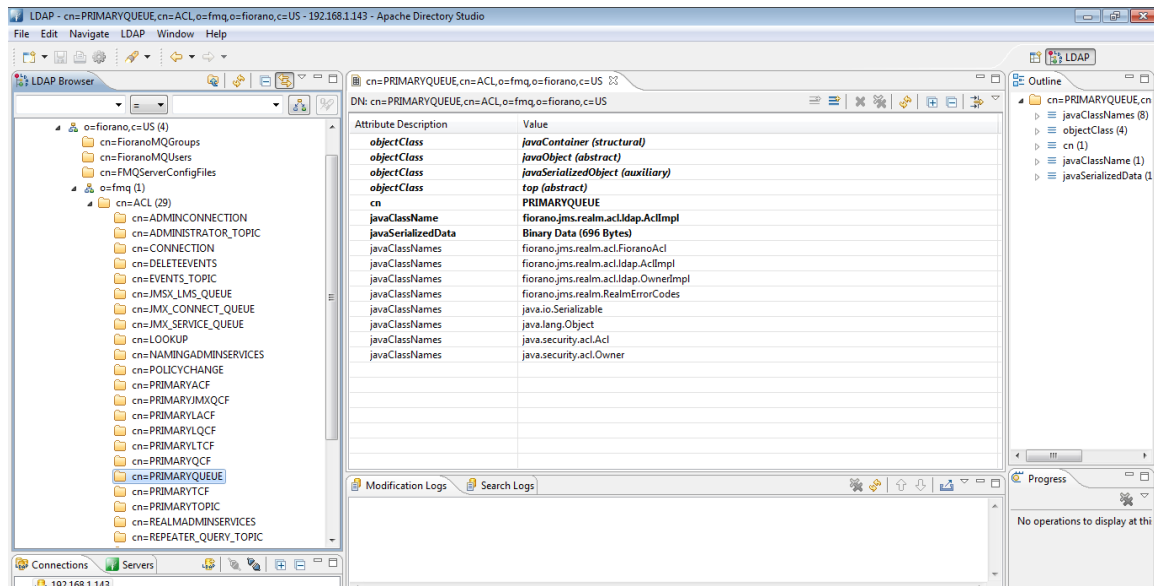 LDAP - cn=PRIMARYQUEUE,cn=ACL,o=fmq,o=fiorano,c=US - 192.168.1.143 - Apache Directory Studio
File Edit Navigate LDAP Window Help
LDAP
LDAP Browser
=
o=fiorano,c=US (4)
cn=FioranoMQGroups
cn=FioranoMQUsers
cn=FMQServerConfigFiles
o=fmq (1)
cn=ACL (29)
cn=ADMINCONNECTION
cn=ADMINISTRATOR_TOPIC
cn=CONNECTION
cn=DELETEEVENTS
cn=EVENTS_TOPIC
cn=JMSX_LMS_QUEUE
cn=JMX_CONNECT_QUEUE
cn=JMX_SERVICE_QUEUE
cn=LOOKUP
cn=NAMINGADMINSERVICES
cn=POLICYCHANGE
cn=PRIMARYACF
cn=PRIMARYJMXQCF
cn=PRIMARYLACF
cn=PRIMARYLQCF
cn=PRIMARYLTCF
cn=PRIMARYQCF
cn=PRIMARYQUEUE
cn=PRIMARYTCF
cn=PRIMARYTOPIC
cn=REALMADMINSERVICES
cn=REPEATER_QUERY_TOPIC
Connections Servers
192.168.1.143
cn=PRIMARYQUEUE,cn=ACL,o=fmq,o=fiorano,c=US
DN: cn=PRIMARYQUEUE,cn=ACL,o=fmq,o=fiorano,c=US
Attribute Description Value
objectClass javaContainer (structural)
objectClass javaObject (abstract)
objectClass javaSerializedObject (auxiliary)
objectClass top (abstract)
cn PRIMARYQUEUE
javaClassName fiorano.jms.realm.acl.ldap.AclImpl
javaSerializedData Binary Data (696 Bytes)
javaClassNames fiorano.jms.realm.acl.FioranoAcl
javaClassNames fiorano.jms.realm.acl.ldap.AclImpl
javaClassNames fiorano.jms.realm.acl.ldap.OwnerImpl
javaClassNames fiorano.jms.realm.RealmErrorCodes
javaClassNames java.io.Serializable
javaClassNames java.lang.Object
javaClassNames java.security.acl.Acl
javaClassNames java.security.acl.Owner
Modification Logs Search Logs
Outline
cn=PRIMARYQUEUE,cn
javaClassNames (8)
objectClass (4)
cn (1)
javaClassName (1)
javaSerializedData (1
Progress
No operations to display at thi